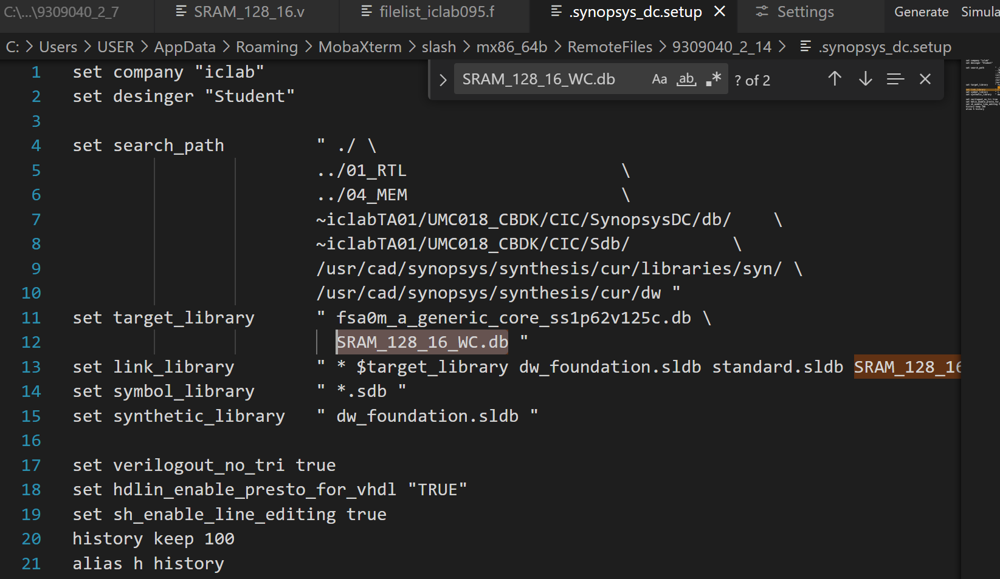 C:\...\9309040_2_7 SRAM_128_16.v filelist_iclab095.f .synopsys_dc.setup Settings Generate
C: > Users > USER > AppData > Roaming > MobaXterm > slash > mx86_64b > RemoteFiles > 9309040_2_14 > .synopsys_dc.setup
SRAM_128_16_WC.db Aa ab .* ? of 2
1 set company "iclab"
2 set desinger "Student"
3
4 set search_path " ./ \
5 ../01_RTL \
6 ../04_MEM \
7 ~iclabTA01/UMC018_CBDK/CIC/SynopsysDC/db/ \
8 ~iclabTA01/UMC018_CBDK/CIC/Sdb/ \
9 /usr/cad/synopsys/synthesis/cur/libraries/syn/ \
10 /usr/cad/synopsys/synthesis/cur/dw "
11 set target_library " fsa0m_a_generic_core_ss1p62v125c.db \
12 SRAM_128_16_WC.db "
13 set link_library " * $target_library dw_foundation.sldb standard.sldb SRAM_128_16
14 set symbol_library " *.sdb "
15 set synthetic_library " dw_foundation.sldb "
16
17 set verilogout_no_tri true
18 set hdlin_enable_presto_for_vhdl "TRUE"
19 set sh_enable_line_editing true
20 history keep 100
21 alias h history